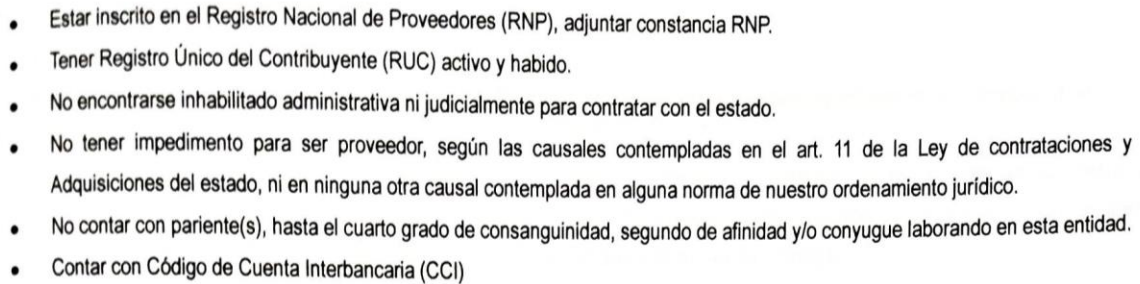 • Estar inscrito en el Registro Nacional de Proveedores (RNP), adjuntar constancia RNP.
• Tener Registro Único del Contribuyente (RUC) activo y habido.
• No encontrarse inhabilitado administrativa ni judicialmente para contratar con el estado.
• No tener impedimento para ser proveedor, según las causales contempladas en el art. 11 de la Ley de contrataciones y
Adquisiciones del estado, ni en ninguna otra causal contemplada en alguna norma de nuestro ordenamiento jurídico.
• No contar con pariente(s), hasta el cuarto grado de consanguinidad, segundo de afinidad y/o conyugue laborando en esta entidad.
• Contar con Código de Cuenta Interbancaria (CCI)